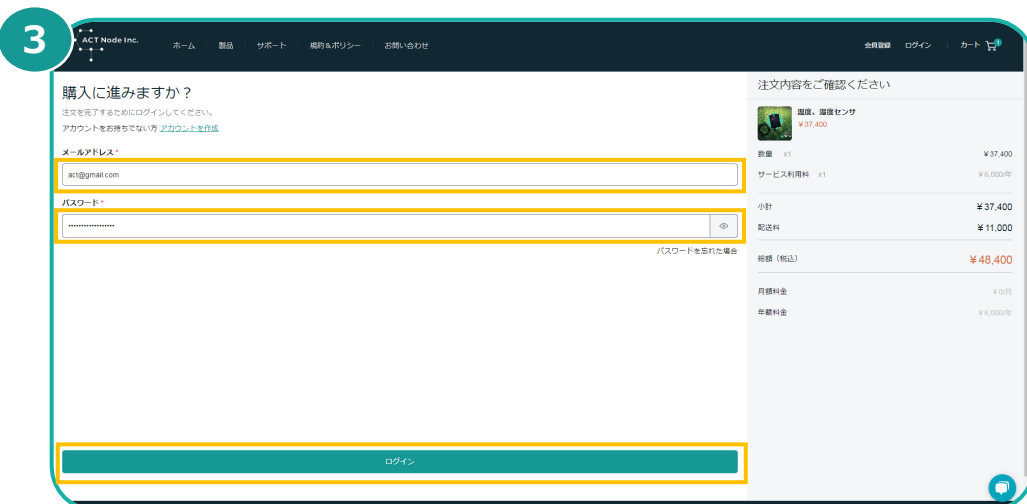 3
ACT Node Inc.
ホーム 製品 サポート 規約&ポリシー お問い合わせ
会員登録 ログイン カート 1
購入に進みますか？
注文を完了するためにログインしてください。
アカウントをお持ちでない方 アカウントを作成
メールアドレス *
act@gmail.com
パスワード *
••••••••••••••••••
パスワードを忘れた場合
ログイン
注文内容をご確認ください
温度、湿度センサ
¥37,400
数量 x1 ¥37,400
サービス利用料 x1 ¥6,000/年
小計 ¥37,400
配送料 ¥11,000
総額（税込） ¥48,400
月額料金 ¥0/月
年額料金 ¥6,000/年